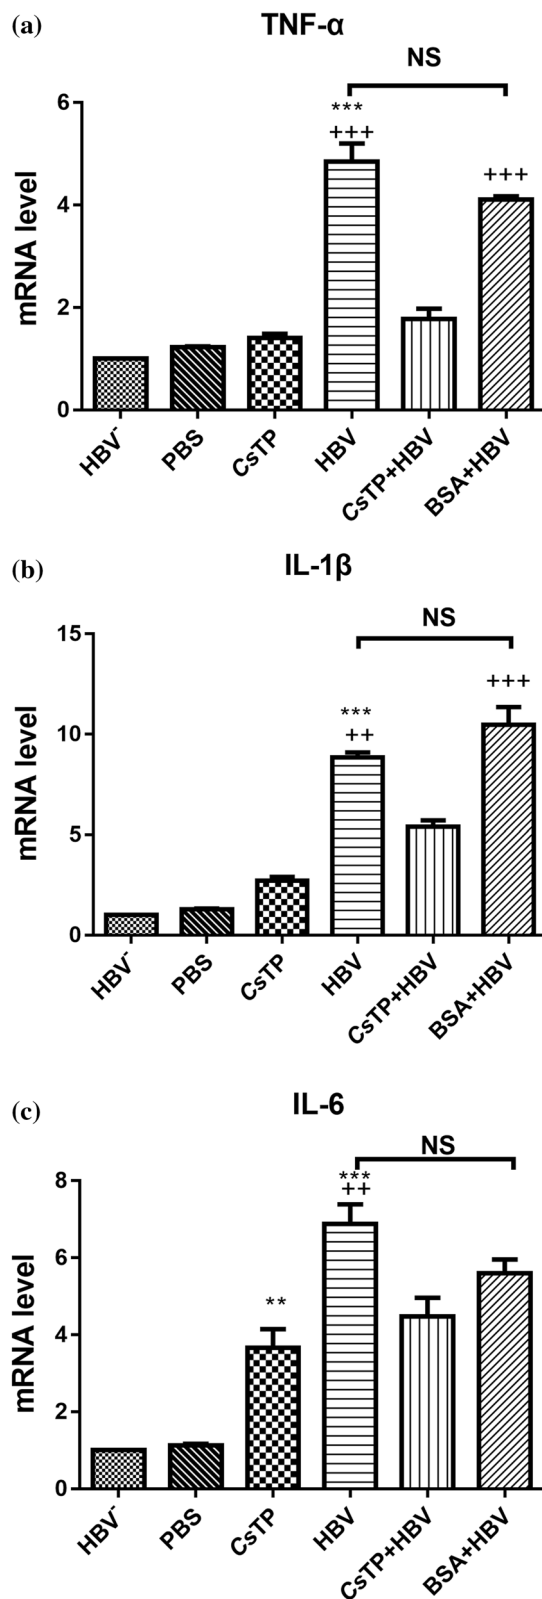 (a)
TNF-α
NS
***
+++
+++
mRNA level
6
4
2
0
HBV⁻
PBS
CsTP
HBV
CsTP+HBV
BSA+HBV
(b)
IL-1β
NS
+++
***
++
mRNA level
15
10
5
0
HBV⁻
PBS
CsTP
HBV
CsTP+HBV
BSA+HBV
(c)
IL-6
NS
***
++
**
mRNA level
8
6
4
2
0
HBV⁻
PBS
CsTP
HBV
CsTP+HBV
BSA+HBV